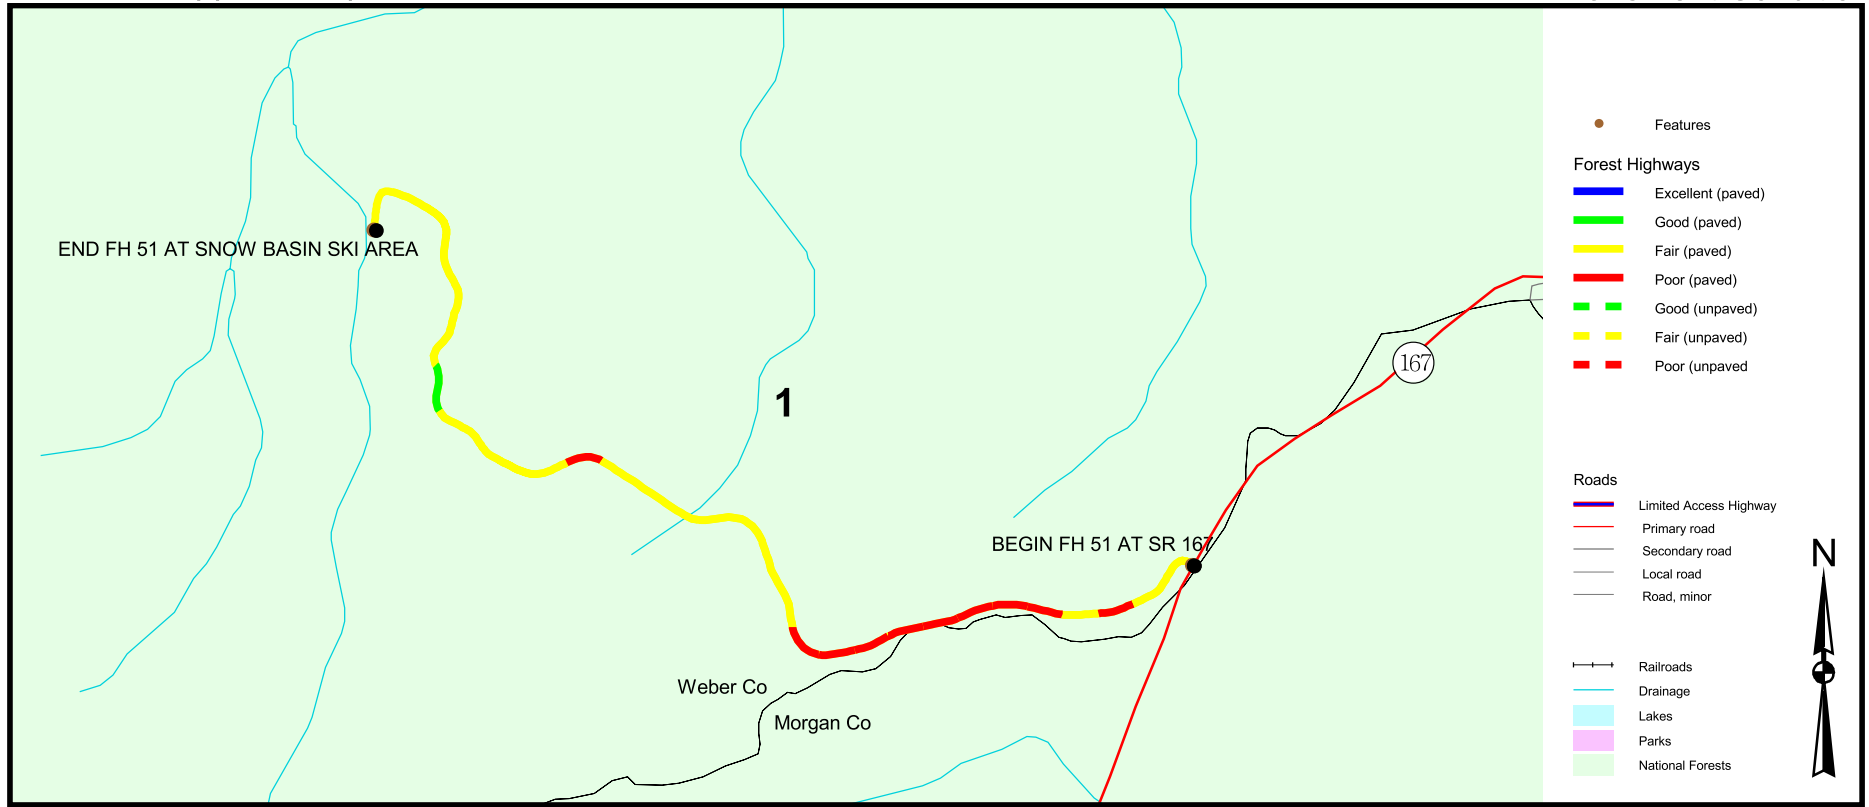 END FH 51 AT SNOW BASIN SKI AREA
1
167
BEGIN FH 51 AT SR 167
Weber Co
Morgan Co
Features
Forest Highways
Excellent (paved)
Good (paved)
Fair (paved)
Poor (paved)
Good (unpaved)
Fair (unpaved)
Poor (unpaved
Roads
Limited Access Highway
Primary road
Secondary road
Local road
Road, minor
N
Railroads
Drainage
Lakes
Parks
National Forests